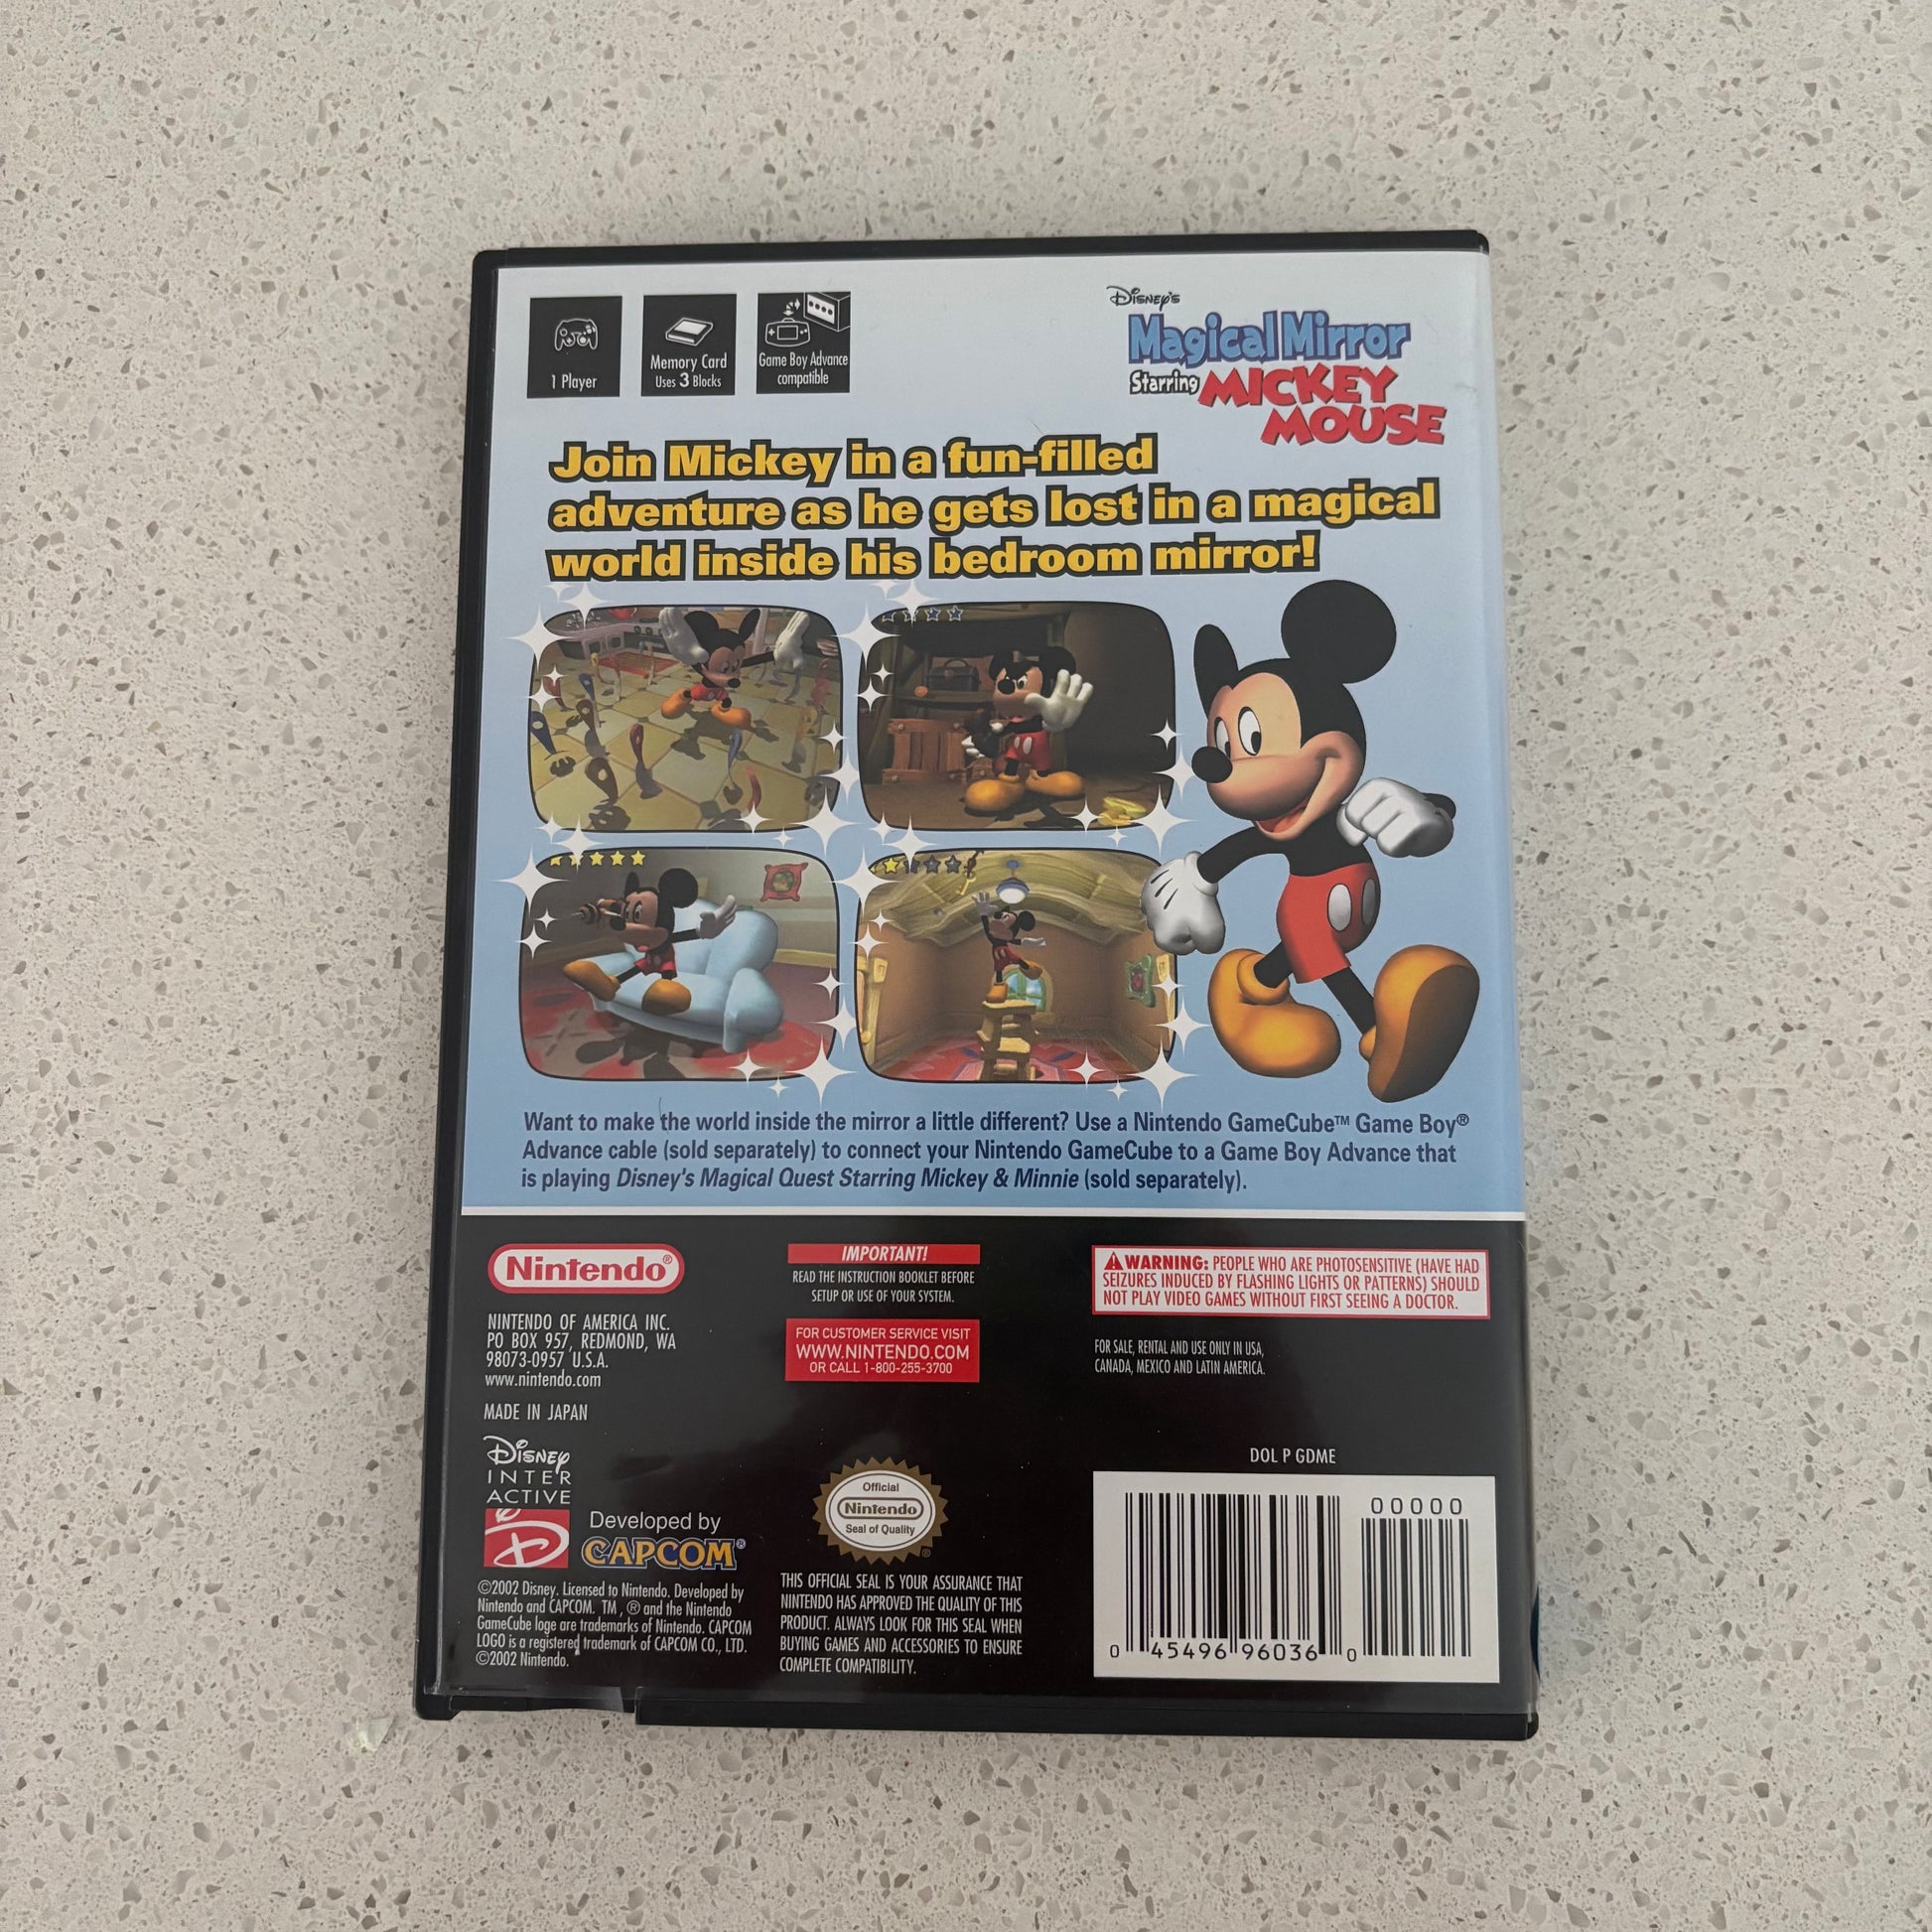 1 Player
Memory Card
Uses 3 Blocks
Game Boy Advance
compatible
Disney's
Magical Mirror
Starring MICKEY
MOUSE
Join Mickey in a fun-filled
adventure as he gets lost in a magical
world inside his bedroom mirror!
Want to make the world inside the mirror a little different? Use a Nintendo GameCube™ Game Boy®
Advance cable (sold separately) to connect your Nintendo GameCube to a Game Boy Advance that
is playing Disney's Magical Quest Starring Mickey & Minnie (sold separately).
Nintendo®
NINTENDO OF AMERICA INC.
PO BOX 957, REDMOND, WA
98073-0957 U.S.A.
www.nintendo.com
MADE IN JAPAN
IMPORTANT!
READ THE INSTRUCTION BOOKLET BEFORE
SETUP OR USE OF YOUR SYSTEM.
FOR CUSTOMER SERVICE VISIT
WWW.NINTENDO.COM
OR CALL 1-800-255-3700
WARNING: PEOPLE WHO ARE PHOTOSENSITIVE (HAVE HAD
SEIZURES INDUCED BY FLASHING LIGHTS OR PATTERNS) SHOULD
NOT PLAY VIDEO GAMES WITHOUT FIRST SEEING A DOCTOR.
FOR SALE, RENTAL AND USE ONLY IN USA,
CANADA, MEXICO AND LATIN AMERICA.
Disney
INTER
ACTIVE
D
Developed by
CAPCOM®
©2002 Disney. Licensed to Nintendo. Developed by
Nintendo and CAPCOM. TM, ® and the Nintendo
GameCube loge are trademarks of Nintendo. CAPCOM
LOGO is a registered trademark of CAPCOM CO., LTD.
©2002 Nintendo.
Official
Nintendo
Seal of Quality
®
THIS OFFICIAL SEAL IS YOUR ASSURANCE THAT
NINTENDO HAS APPROVED THE QUALITY OF THIS
PRODUCT. ALWAYS LOOK FOR THIS SEAL WHEN
BUYING GAMES AND ACCESSORIES TO ENSURE
COMPLETE COMPATIBILITY.
DOL P GDME
00000
0 45496 96036 0